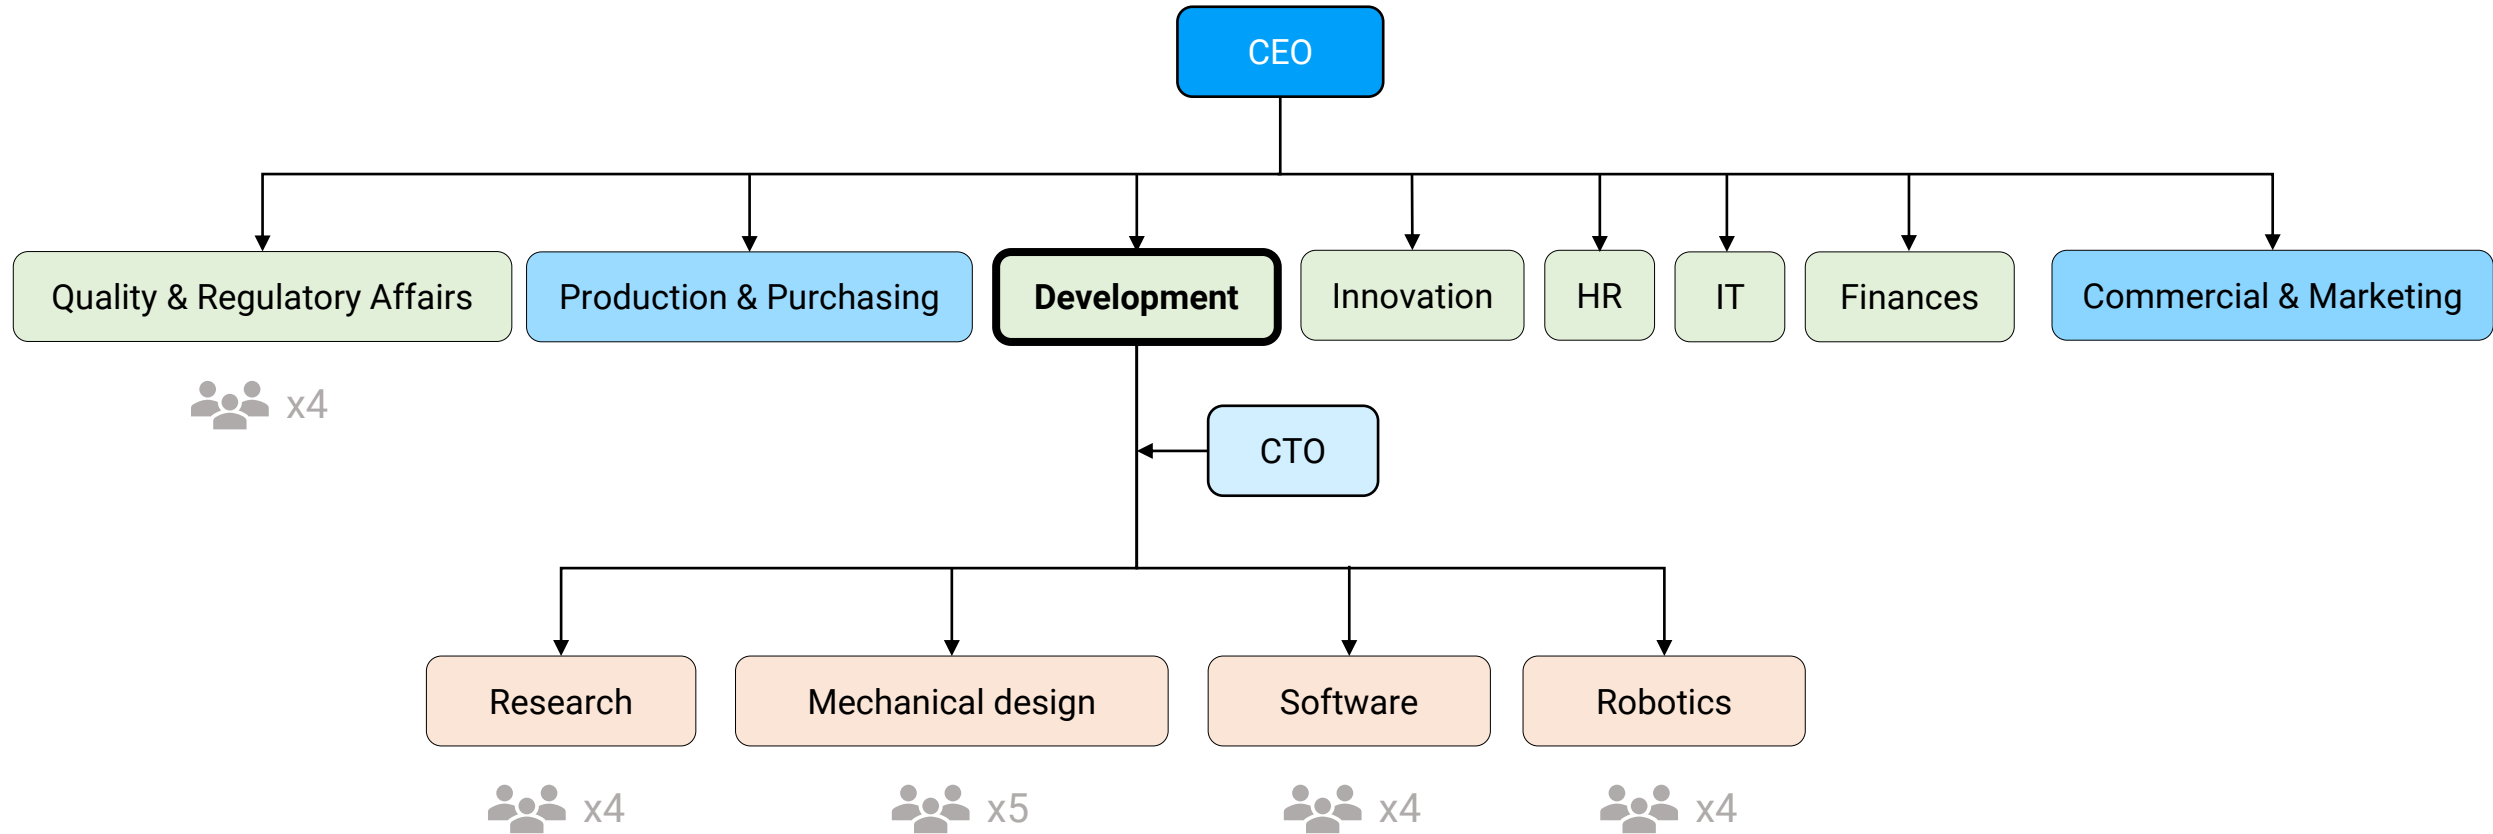 CEO
Quality & Regulatory Affairs
Production & Purchasing
Development
Innovation
HR
IT
Finances
Commercial & Marketing
x4
CTO
Research
Mechanical design
Software
Robotics
x4
x5
x4
x4